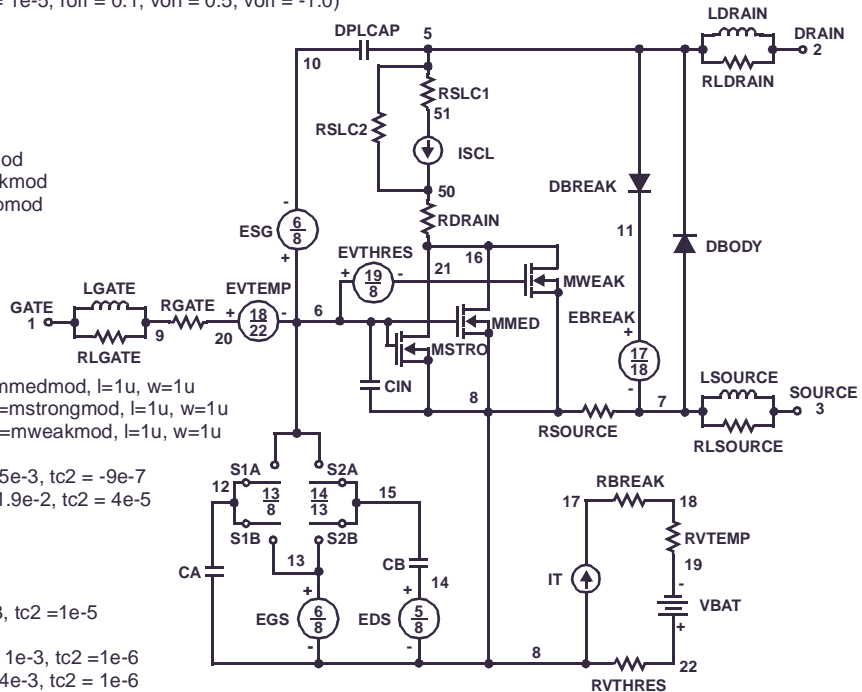 = 1e-5, roff = 0.1, von = 0.5, voff = -1.0)
LDRAIN
DPLCAP
5
DRAIN
2
10
RLDRAIN
RSLC1
51
RSLC2
ISCL
od
kmod
omod
50
DBREAK
RDRAIN
ESG
6
8
-
+
11
DBODY
EVTHRES
16
21
+
19
8
-
MWEAK
LGATE
EVTEMP
GATE
1
RGATE
+
18
22
-
6
MMED
EBREAK
+
9
20
MSTRO
17
18
-
RLGATE
mmedmod, l=1u, w=1u
=mstrongmod, l=1u, w=1u
=mweakmod, l=1u, w=1u
CIN
8
LSOURCE
7
SOURCE
3
RSOURCE
RLSOURCE
5e-3, tc2 = -9e-7
1.9e-2, tc2 = 4e-5
S1A
S2A
12
13
8
14
13
15
RBREAK
17
18
S1B
S2B
RVTEMP
13
CB
19
CA
+
+
14
IT
-
VBAT
3, tc2 =1e-5
EGS
6
8
EDS
5
8
+
-
-
8
1e-3, tc2 =1e-6
22
4e-3, tc2 = 1e-6
RVTHRES